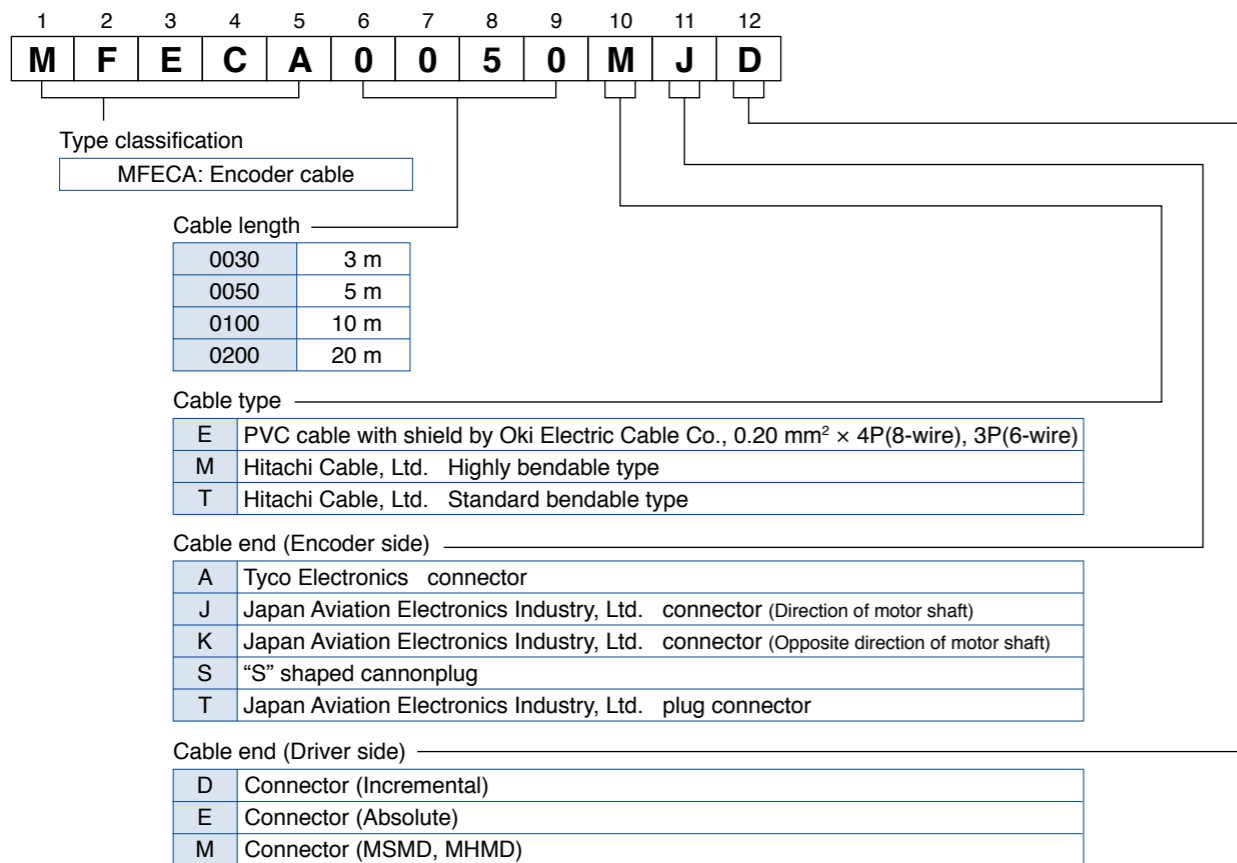 1 2 3 4 5 6 7 8 9 10 11 12
M F E C A 0 0 5 0 M J D
Type classification
MFECA: Encoder cable
Cable length
0030 3 m
0050 5 m
0100 10 m
0200 20 m
Cable type
E PVC cable with shield by Oki Electric Cable Co., 0.20 mm² × 4P(8-wire), 3P(6-wire)
M Hitachi Cable, Ltd. Highly bendable type
T Hitachi Cable, Ltd. Standard bendable type
Cable end (Encoder side)
A Tyco Electronics connector
J Japan Aviation Electronics Industry, Ltd. connector (Direction of motor shaft)
K Japan Aviation Electronics Industry, Ltd. connector (Opposite direction of motor shaft)
S “S” shaped cannonplug
T Japan Aviation Electronics Industry, Ltd. plug connector
Cable end (Driver side)
D Connector (Incremental)
E Connector (Absolute)
M Connector (MSMD, MHMD)